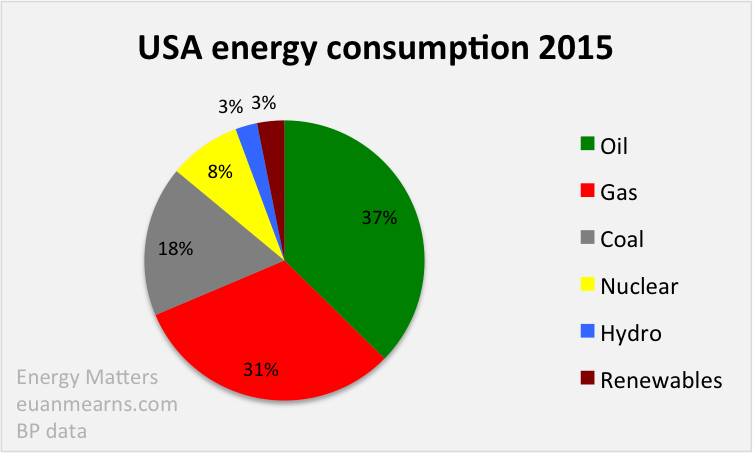 USA energy consumption 2015
3% 3%
8%
37%
18%
31%
Oil
Gas
Coal
Nuclear
Hydro
Renewables
Energy Matters
euanmearns.com
BP data